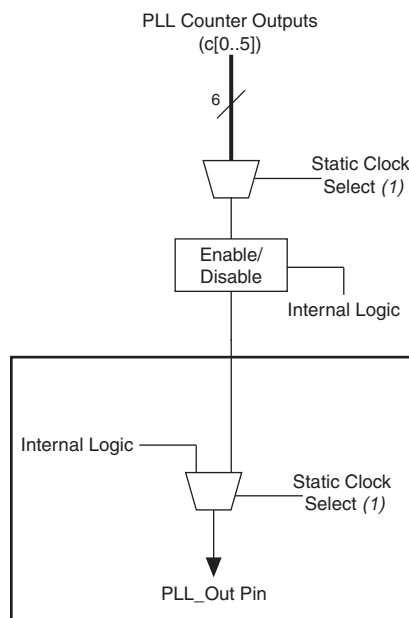 PLL Counter Outputs
(c[0..5])
6
Static Clock
Select (1)
Enable/
Disable
Internal Logic
Internal Logic
Static Clock
Select (1)
PLL_Out Pin